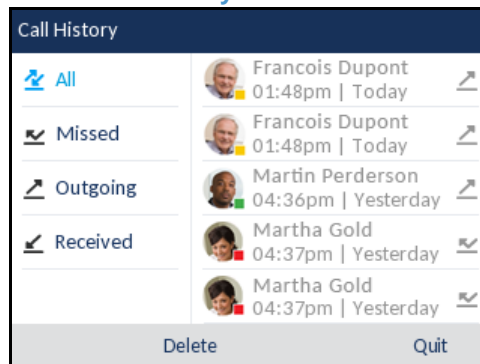 Call History
All
Missed
Outgoing
Received
Francois Dupont
01:48pm | Today
Francois Dupont
01:48pm | Today
Martin Perderson
04:36pm | Yesterday
Martha Gold
04:37pm | Yesterday
Martha Gold
04:37pm | Yesterday
Delete
Quit